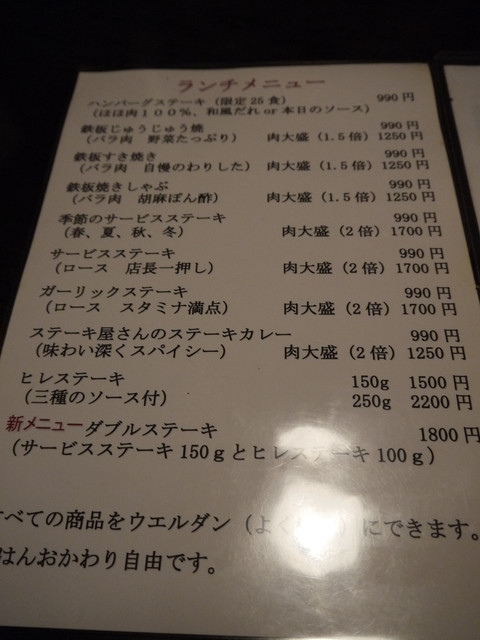 ランチメニュー
ハンバーグステーキ（限定25食） 990円
（ほほ肉100％、和風だれor本日のソース）
鉄板じゅうじゅう焼 990円
（バラ肉 野菜たっぷり） 肉大盛（1.5倍）1250円
鉄板すき焼き 990円
（バラ肉 自慢のわりした） 肉大盛（1.5倍）1250円
鉄板焼きしゃぶ 990円
（バラ肉 胡麻ぽん酢） 肉大盛（1.5倍）1250円
季節のサービスステーキ 990円
（春、夏、秋、冬） 肉大盛（2倍）1700円
サービスステーキ 990円
（ロース 店長一押し） 肉大盛（2倍）1700円
ガーリックステーキ 990円
（ロース スタミナ満点） 肉大盛（2倍）1700円
ステーキ屋さんのステーキカレー 990円
（味わい深くスパイシー） 肉大盛（2倍）1250円
ヒレステーキ 150g 1500円
（三種のソース付） 250g 2200円
新メニューダブルステーキ 1800円
（サービスステーキ150gとヒレステーキ100g）
べての商品をウエルダン（よく にできます。
はんおかわり自由です。